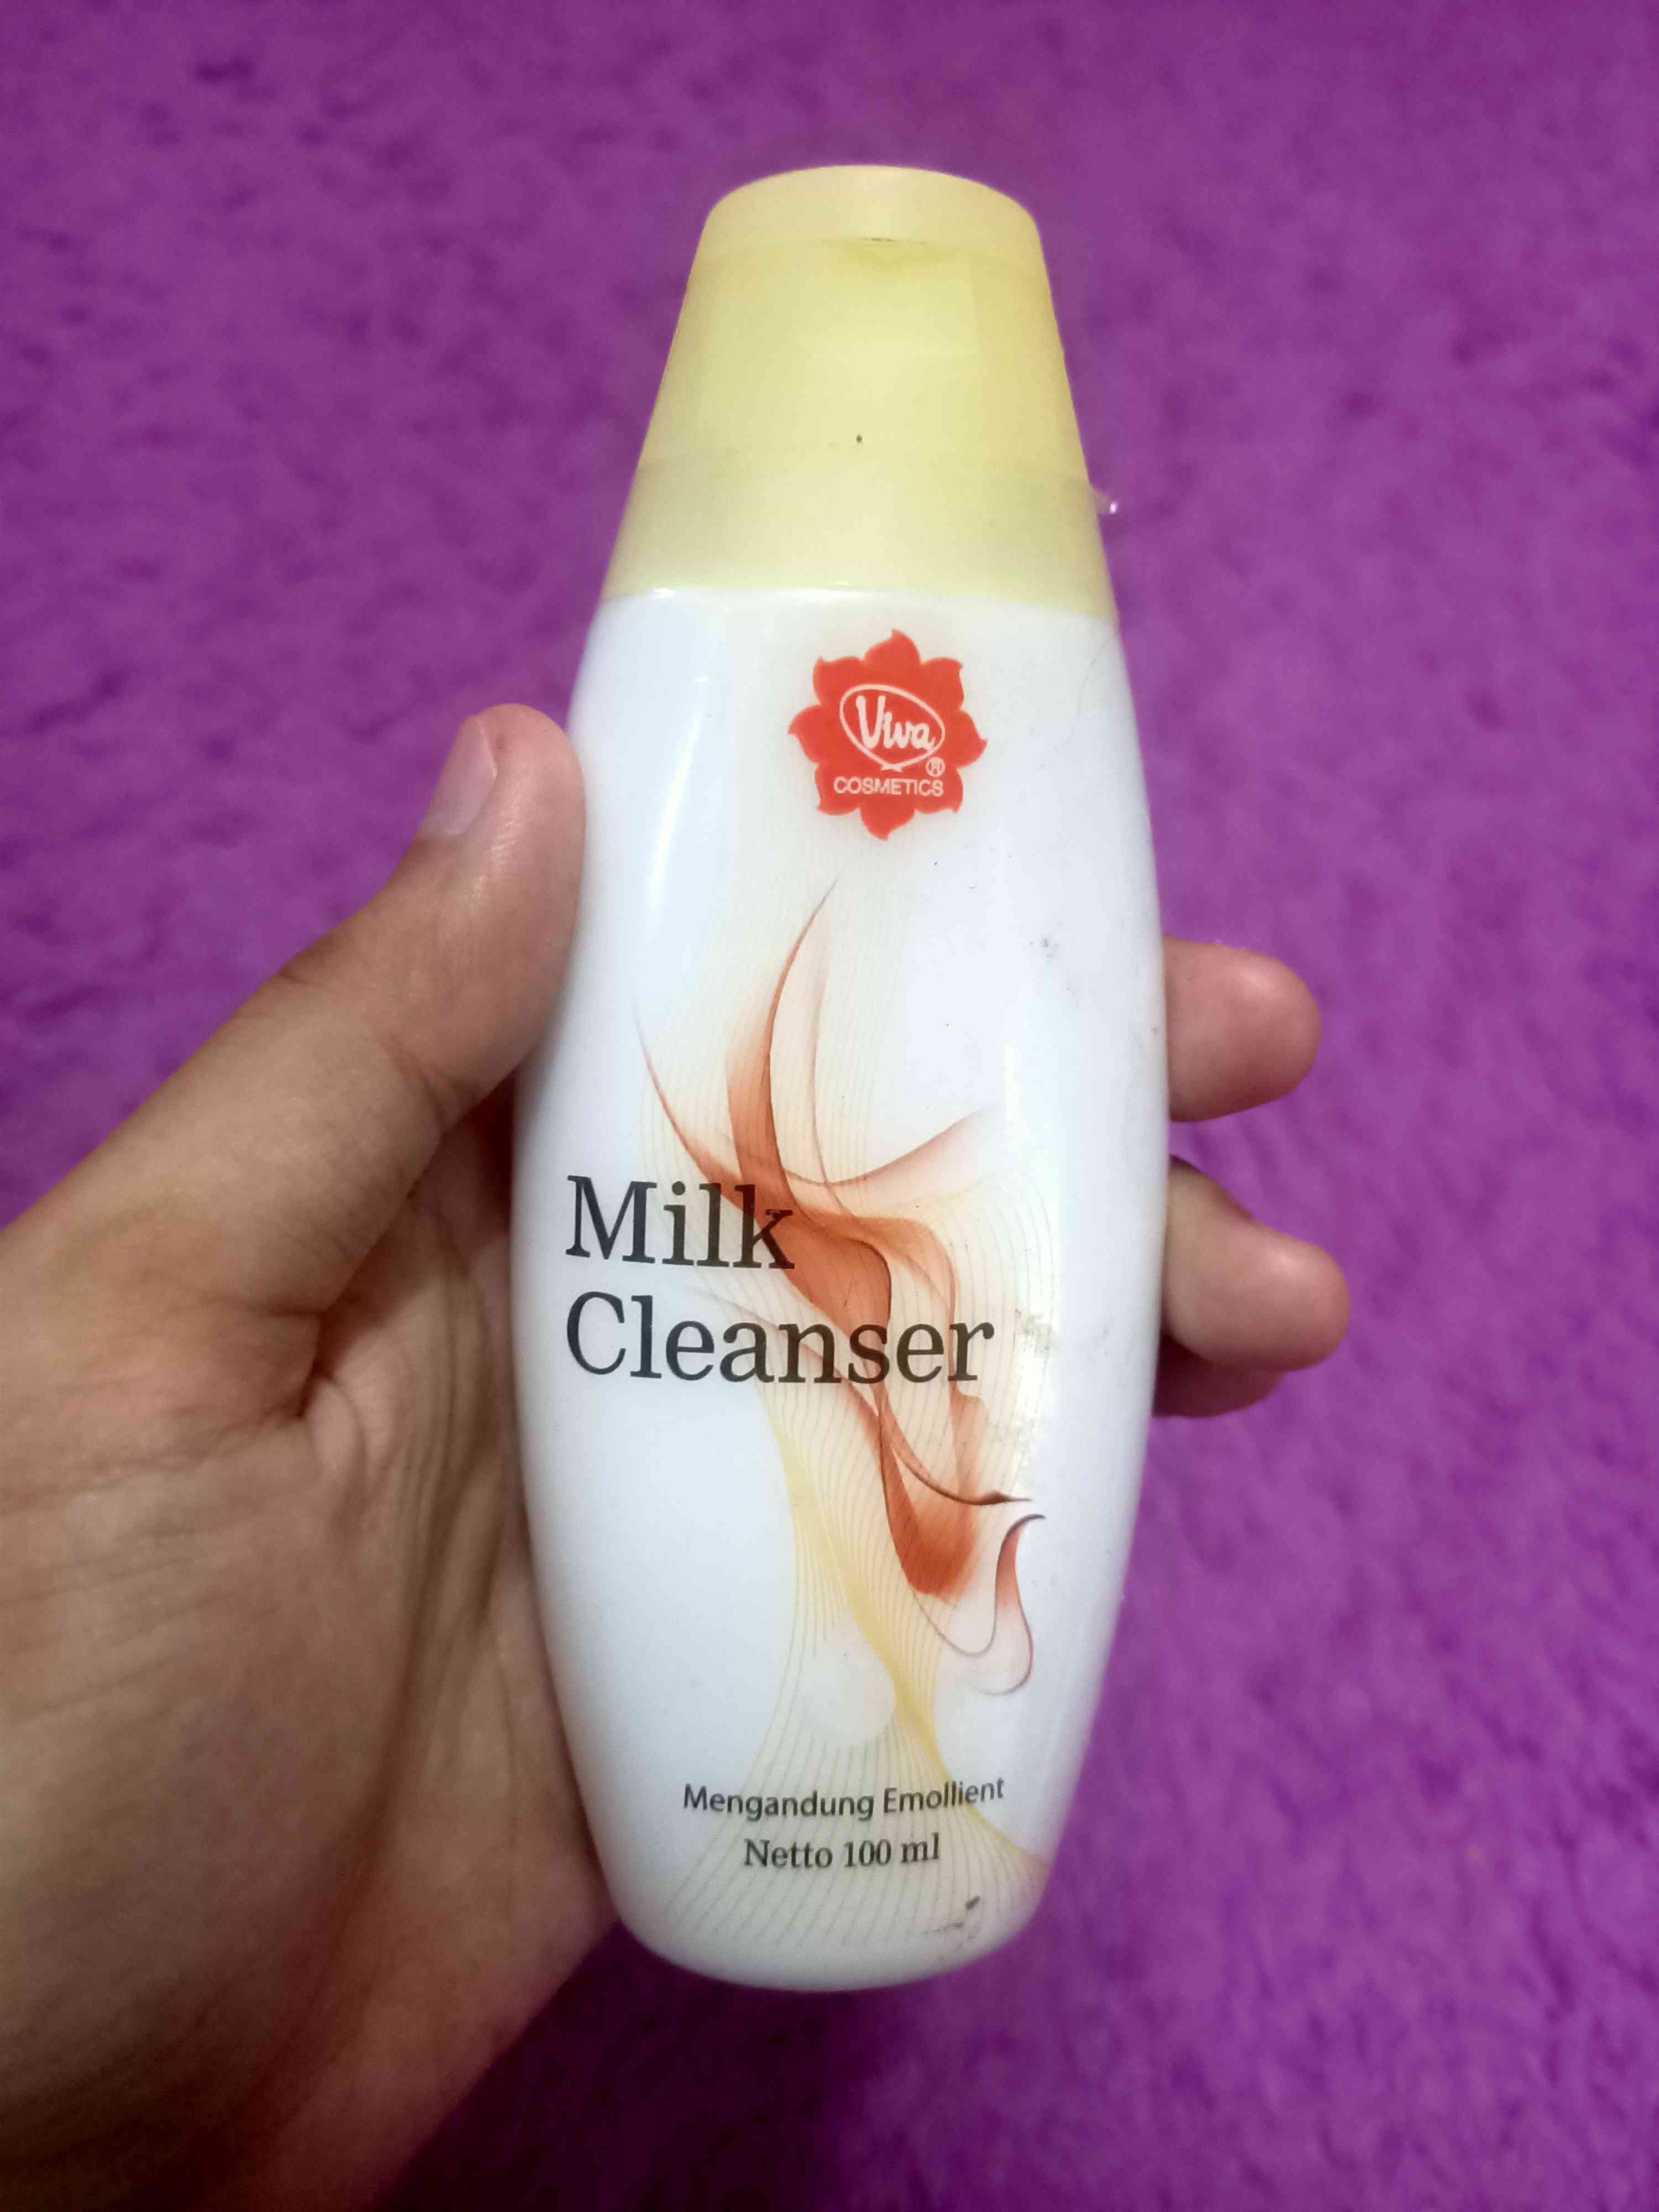 Viva
COSMETICS
Milk
Cleanser
Mengandung Emollient
Netto 100 ml